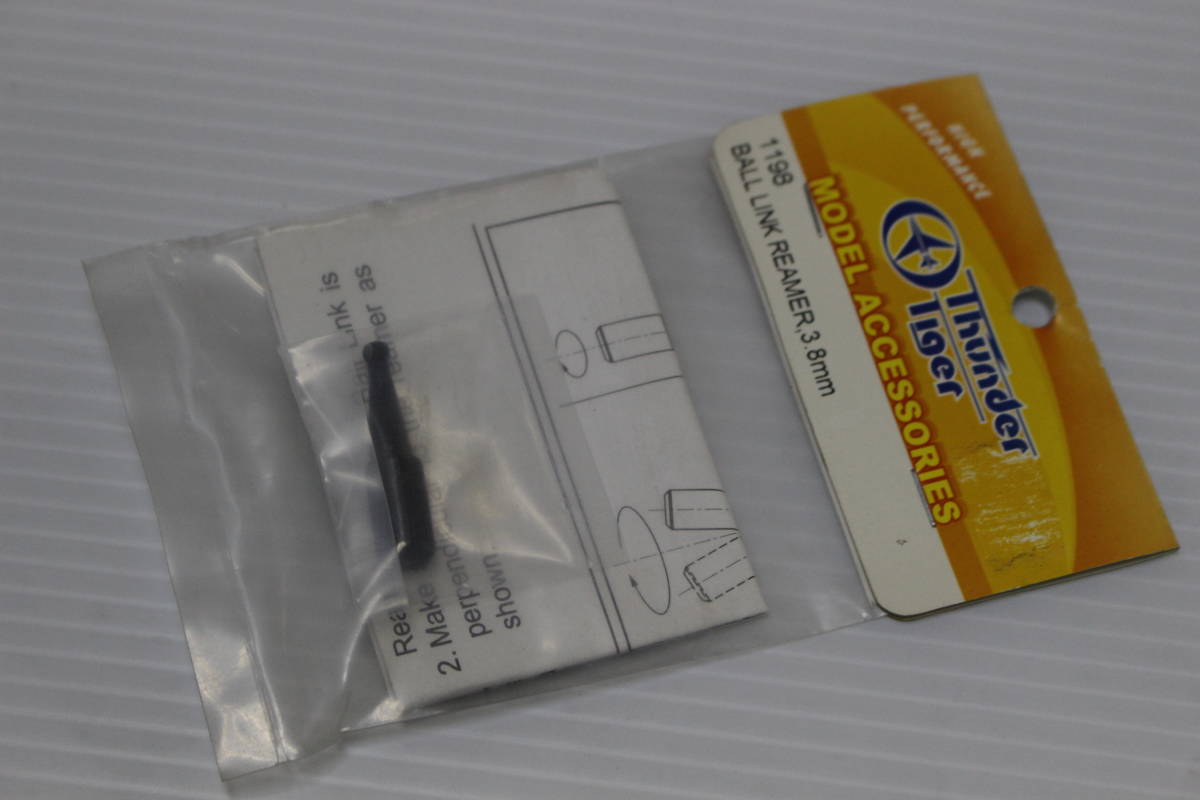 HIGH
PERFORMANCE
Thunder
Tiger
MODEL ACCESSORIES
1198
BALL LINK REAMER,3.8mm
Link is
Rea
2. Make as
perpend
shown